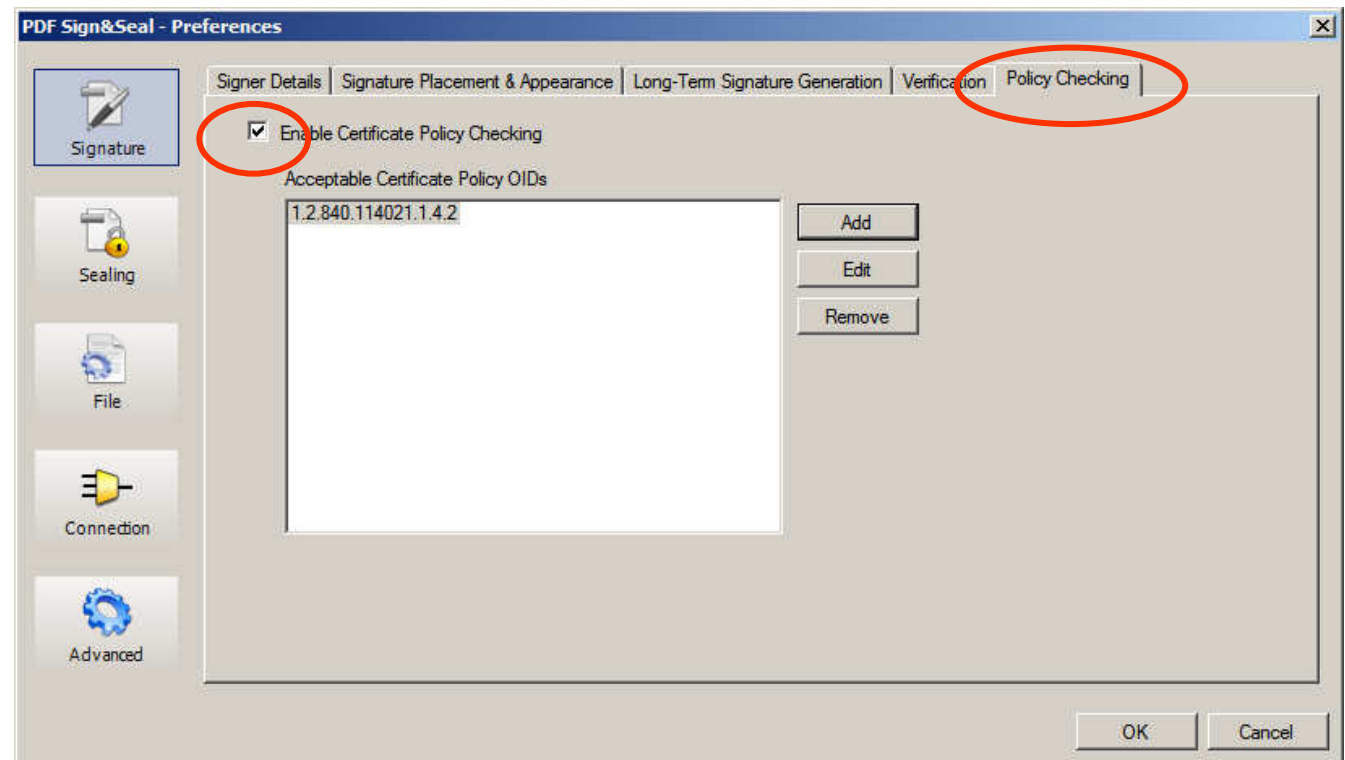 PDF Sign&Seal - Preferences
Signer Details Signature Placement & Appearance Long-Term Signature Generation Verification Policy Checking
Signature
Enable Certificate Policy Checking
Acceptable Certificate Policy OIDs
1.2.840.114021.1.4.2
Add
Sealing
Edit
Remove
File
Connection
Advanced
OK Cancel